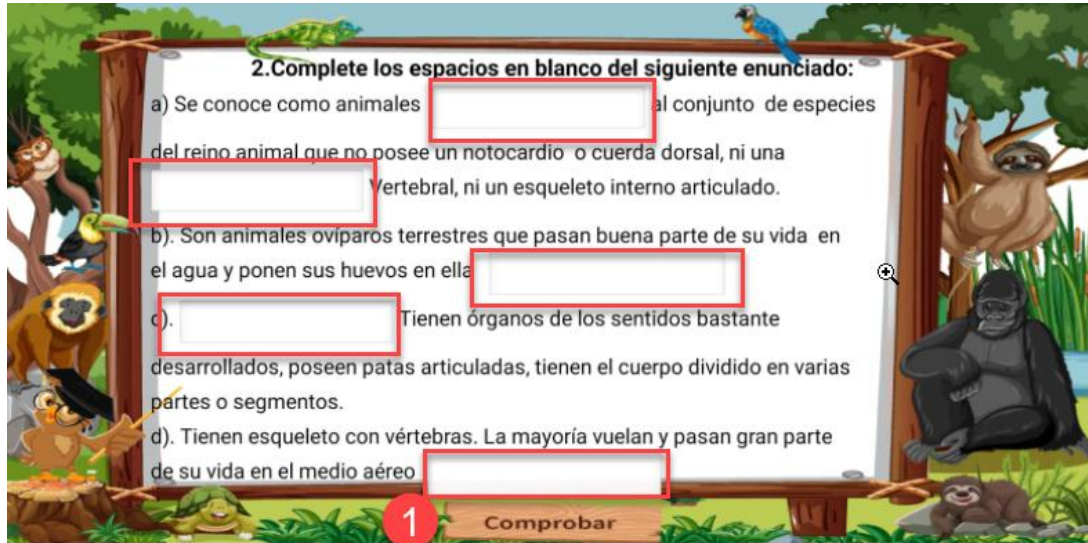 2.Complete los espacios en blanco del siguiente enunciado:
a) Se conoce como animales al conjunto de especies
del reino animal que no posee un notocardio o cuerda dorsal, ni una
Vertebral, ni un esqueleto interno articulado.
b). Son animales ovíparos terrestres que pasan buena parte de su vida en
el agua y ponen sus huevos en ella
c). Tienen órganos de los sentidos bastante
desarrollados, poseen patas articuladas, tienen el cuerpo dividido en varias
partes o segmentos.
d). Tienen esqueleto con vértebras. La mayoría vuelan y pasan gran parte
de su vida en el medio aéreo
1 Comprobar